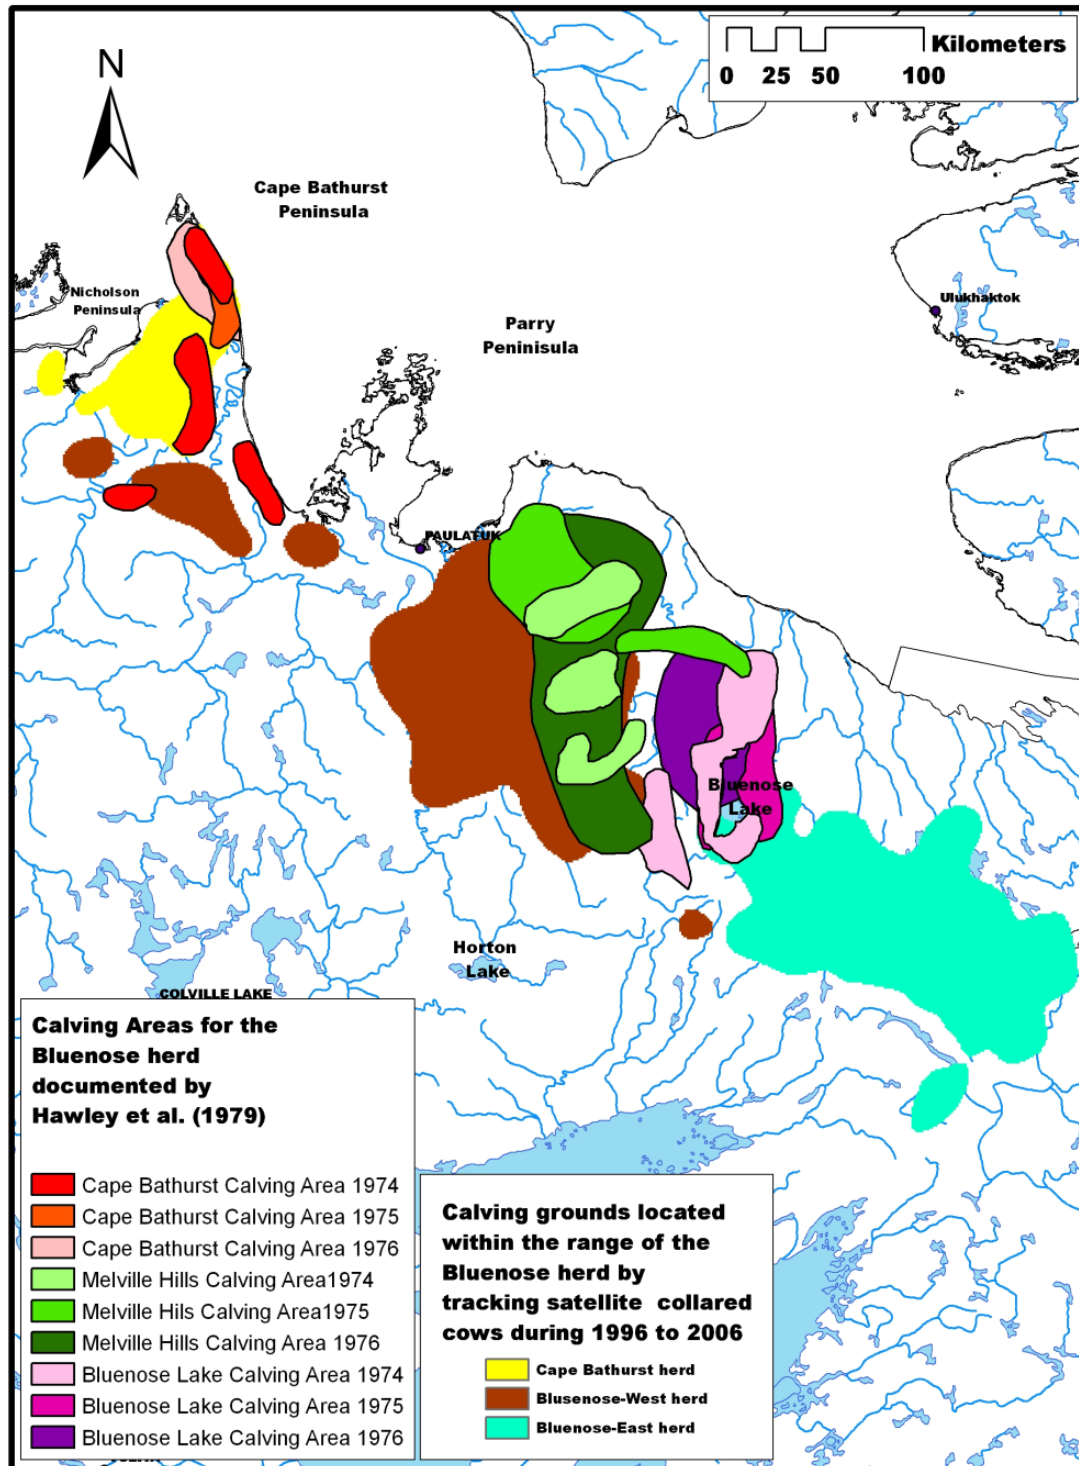 Kilometers
0 25 50 100
N
Cape Bathurst
Peninsula
Nicholson
Peninsula
Ulukhaktok
Parry
Peninisula
PAULATUK
Bluenose
Lake
Horton
Lake
COLVILLE LAKE
Calving Areas for the
Bluenose herd
documented by
Hawley et al. (1979)
Cape Bathurst Calving Area 1974
Cape Bathurst Calving Area 1975
Cape Bathurst Calving Area 1976
Melville Hills Calving Area1974
Melville Hils Calving Area1975
Melville Hills Calving Area 1976
Bluenose Lake Calving Area 1974
Bluenose Lake Calving Area 1975
Bluenose Lake Calving Area 1976
Calving grounds located
within the range of the
Bluenose herd by
tracking satellite collared
cows during 1996 to 2006
Cape Bathurst herd
Blusenose-West herd
Bluenose-East herd